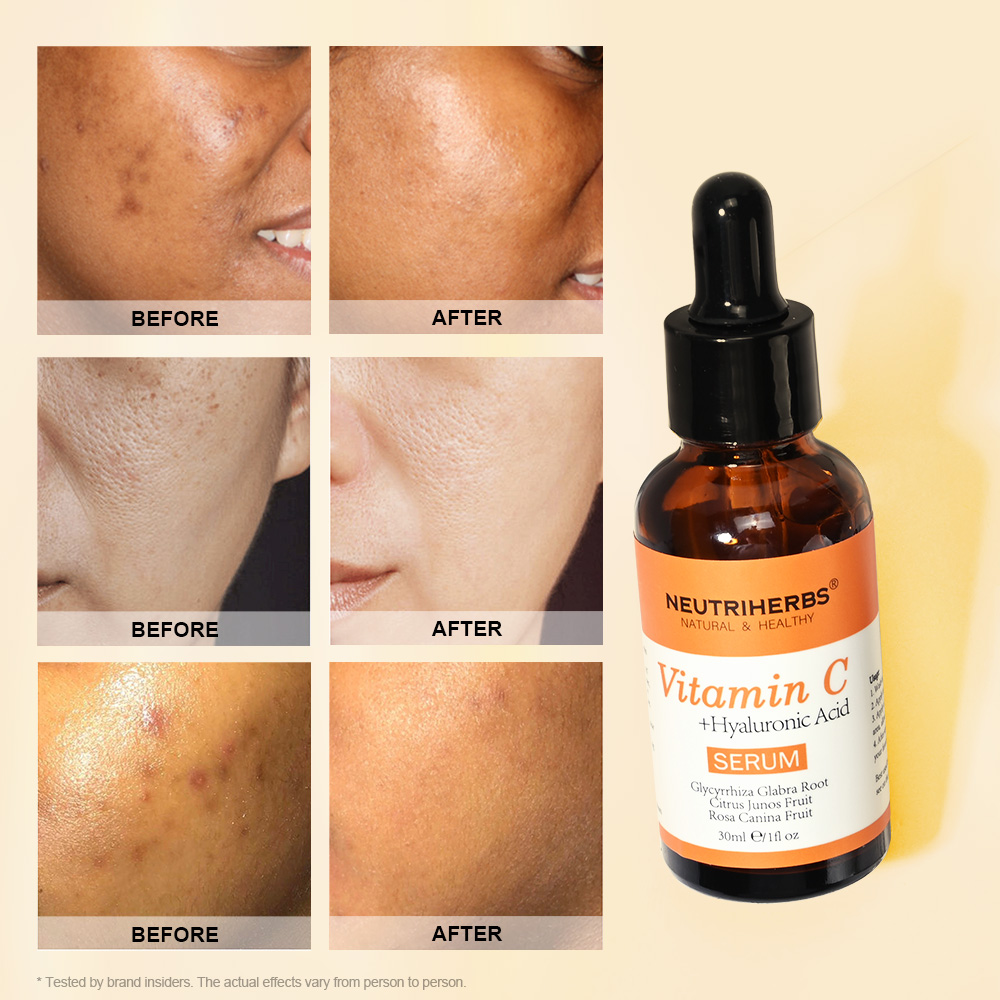 BEFORE
AFTER
BEFORE
AFTER
BEFORE
AFTER
NEUTRIHERBS®
NATURAL & HEALTHY
Vitamin C
+Hyaluronic Acid
SERUM
Glycyrrhiza Glabra Root
Citrus Junos Fruit
Rosa Canina Fruit
30ml ℮/1fl oz
* Tested by brand insiders. The actual effects vary from person to person.